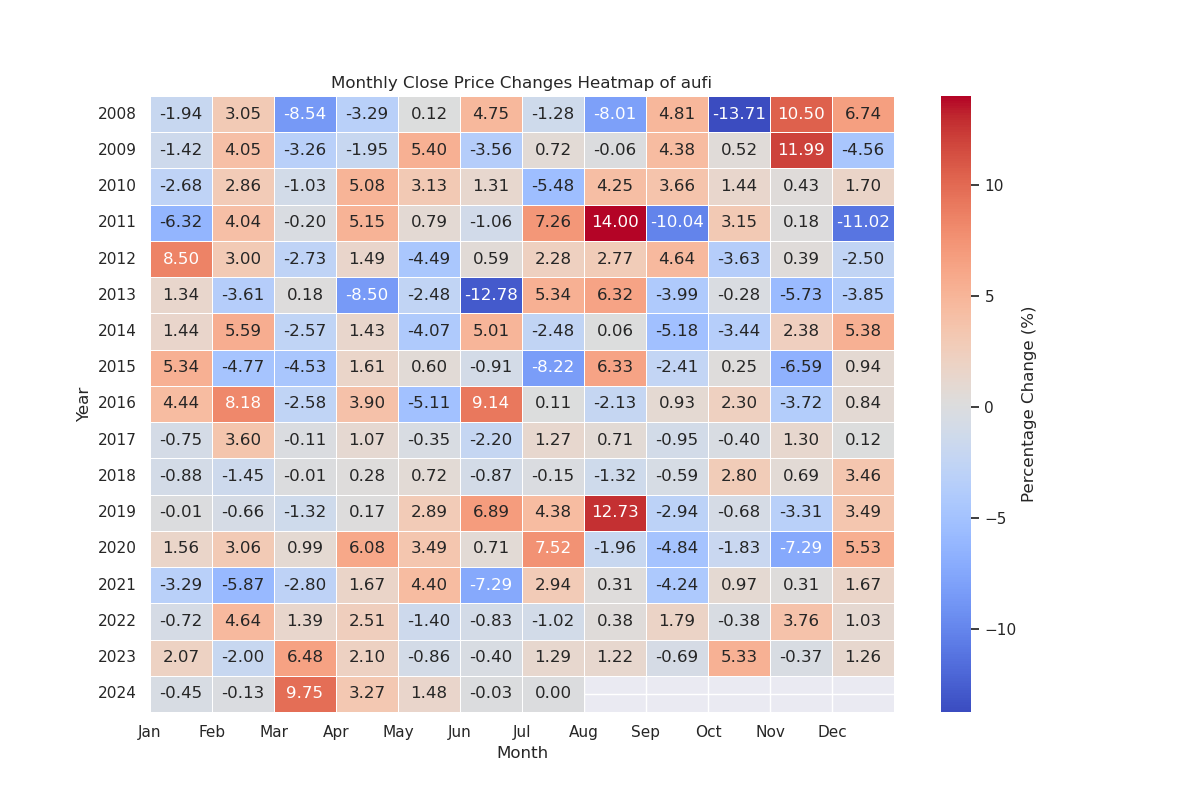 Monthly Close Price Changes Heatmap of aufi
2008 -1.94 3.05 -8.54 -3.29 0.12 4.75 -1.28 -8.01 4.81 -13.71 10.50 6.74
2009 -1.42 4.05 -3.26 -1.95 5.40 -3.56 0.72 -0.06 4.38 0.52 11.99 -4.56
2010 -2.68 2.86 -1.03 5.08 3.13 1.31 -5.48 4.25 3.66 1.44 0.43 1.70
2011 -6.32 4.04 -0.20 5.15 0.79 -1.06 7.26 14.00 -10.04 3.15 0.18 -11.02
2012 8.50 3.00 -2.73 1.49 -4.49 0.59 2.28 2.77 4.64 -3.63 0.39 -2.50
2013 1.34 -3.61 0.18 -8.50 -2.48 -12.78 5.34 6.32 -3.99 -0.28 -5.73 -3.85
2014 1.44 5.59 -2.57 1.43 -4.07 5.01 -2.48 0.06 -5.18 -3.44 2.38 5.38
2015 5.34 -4.77 -4.53 1.61 0.60 -0.91 -8.22 6.33 -2.41 0.25 -6.59 0.94
2016 4.44 8.18 -2.58 3.90 -5.11 9.14 0.11 -2.13 0.93 2.30 -3.72 0.84
2017 -0.75 3.60 -0.11 1.07 -0.35 -2.20 1.27 0.71 -0.95 -0.40 1.30 0.12
2018 -0.88 -1.45 -0.01 0.28 0.72 -0.87 -0.15 -1.32 -0.59 2.80 0.69 3.46
2019 -0.01 -0.66 -1.32 0.17 2.89 6.89 4.38 12.73 -2.94 -0.68 -3.31 3.49
2020 1.56 3.06 0.99 6.08 3.49 0.71 7.52 -1.96 -4.84 -1.83 -7.29 5.53
2021 -3.29 -5.87 -2.80 1.67 4.40 -7.29 2.94 0.31 -4.24 0.97 0.31 1.67
2022 -0.72 4.64 1.39 2.51 -1.40 -0.83 -1.02 0.38 1.79 -0.38 3.76 1.03
2023 2.07 -2.00 6.48 2.10 -0.86 -0.40 1.29 1.22 -0.69 5.33 -0.37 1.26
2024 -0.45 -0.13 9.75 3.27 1.48 -0.03 0.00
Jan Feb Mar Apr May Jun Jul Aug Sep Oct Nov Dec
Month
Year
10
5
0
−5
−10
Percentage Change (%)